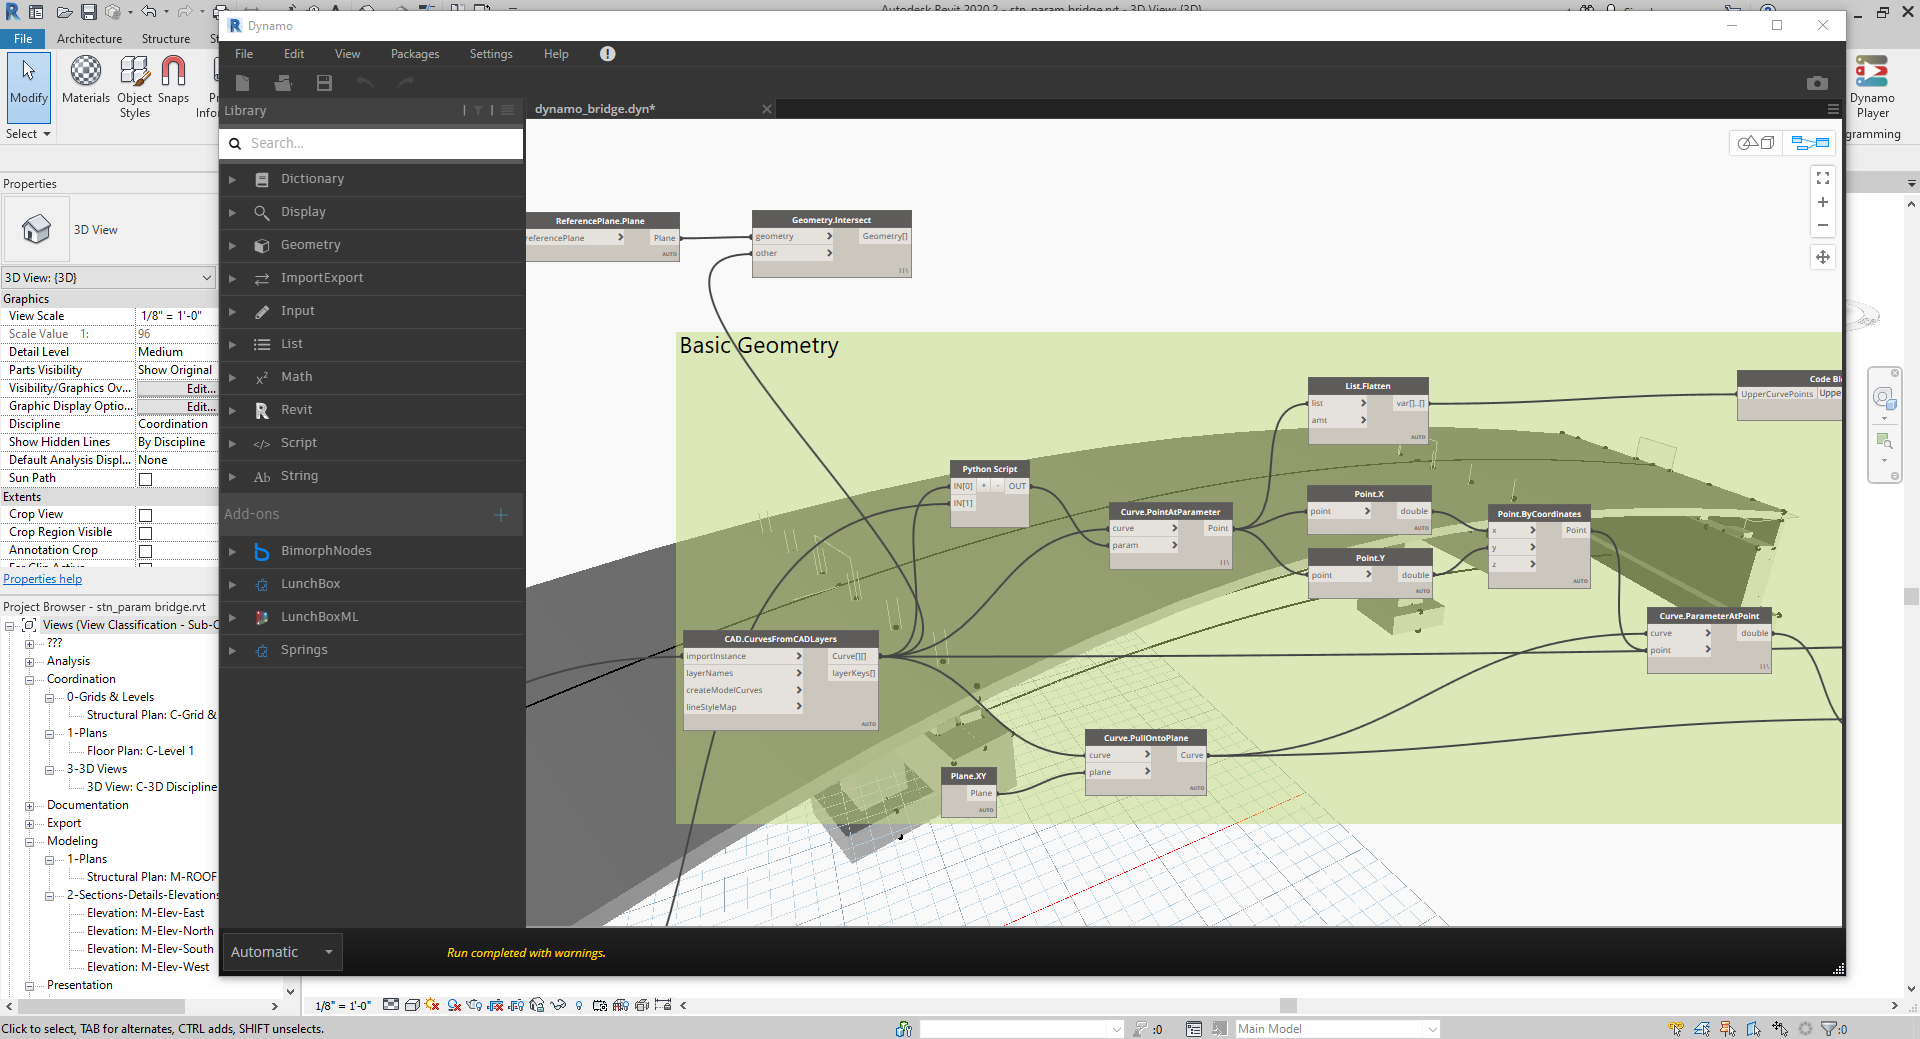 Autodesk Revit 2020.2 - stn_param bridge.rvt - 3D View: {3D}
Dynamo
File
Architecture
Structure
Modify
Materials
Object
Styles
Snaps
Select
File
Edit
View
Packages
Settings
Help
Dynamo
Player
Library
dynamo_bridge.dyn*
Search...
Dictionary
Display
Geometry
ImportExport
Input
List
Math
Revit
Script
String
Add-ons
BimorphNodes
LunchBox
LunchBoxML
Springs
Automatic
Run completed with warnings.
Properties
3D View
3D View: {3D}
Graphics
View Scale
1/8" = 1'-0"
Scale Value 1:
96
Detail Level
Medium
Parts Visibility
Show Original
Visibility/Graphics Ov...
Edit...
Graphic Display Optio...
Edit...
Discipline
Coordination
Show Hidden Lines
By Discipline
Default Analysis Displ...
None
Sun Path
Extents
Crop View
Crop Region Visible
Annotation Crop
Properties help
Project Browser - stn_param bridge.rvt
Views (View Classification - Sub-C
???
Analysis
Coordination
0-Grids & Levels
Structural Plan: C-Grid &
1-Plans
Floor Plan: C-Level 1
3-3D Views
3D View: C-3D Discipline
Documentation
Export
Modeling
1-Plans
Structural Plan: M-ROOF
2-Sections-Details-Elevations
Elevation: M-Elev-East
Elevation: M-Elev-North
Elevation: M-Elev-South
Elevation: M-Elev-West
Presentation
ReferencePlane.Plane
referencePlane
Plane
AUTO
Geometry.Intersect
geometry
Geometry[]
other
Basic Geometry
List.Flatten
list
var[]..[]
amt
AUTO
Code Bl
UpperCurvePoints
Upper
Python Script
IN[0] + - OUT
IN[1]
Curve.PointAtParameter
curve
Point
param
Point.X
point
double
AUTO
Point.Y
point
double
AUTO
Point.ByCoordinates
x
Point
y
z
AUTO
Curve.ParameterAtPoint
curve
double
point
CAD.CurvesFromCADLayers
importInstance
Curve[][]
layerNames
layerKeys[]
createModelCurves
lineStyleMap
AUTO
Curve.PullOntoPlane
curve
Curve
plane
AUTO
Plane.XY
Plane
AUTO
1/8" = 1'-0"
Click to select, TAB for alternates, CTRL adds, SHIFT unselects.
:0
Main Model
:0